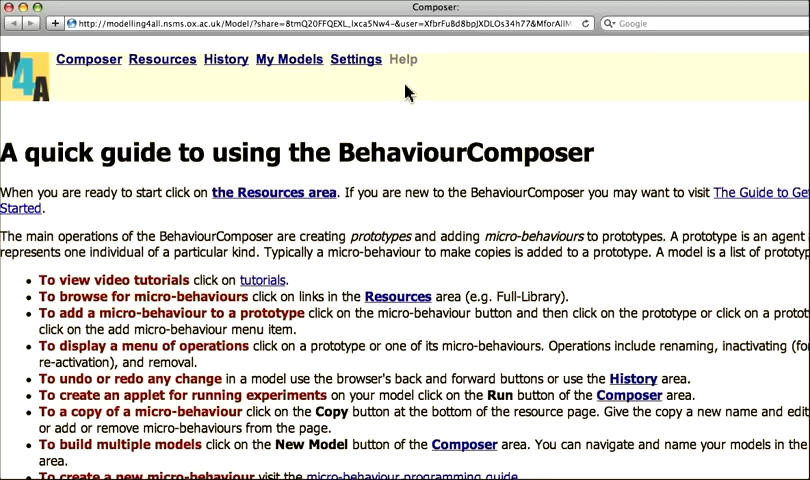 Composer:
http://modelling4all.nsms.ox.ac.uk/Model/?share=8tmQ20FFQEXL_lxca5Nw4-&user=XfbrFuBd8bpJXDLOs34h77&MforAllM
Google
M4A
Composer Resources History My Models Settings Help
A quick guide to using the BehaviourComposer
When you are ready to start click on the Resources area. If you are new to the BehaviourComposer you may want to visit The Guide to Get
Started.
The main operations of the BehaviourComposer are creating prototypes and adding micro-behaviours to prototypes. A prototype is an agent
represents one individual of a particular kind. Typically a micro-behaviour to make copies is added to a prototype. A model is a list of prototyp
• To view video tutorials click on tutorials.
• To browse for micro-behaviours click on links in the Resources area (e.g. Full-Library).
• To add a micro-behaviour to a prototype click on the micro-behaviour button and then click on the prototype or click on a protot
click on the add micro-behaviour menu item.
• To display a menu of operations click on a prototype or one of its micro-behaviours. Operations include renaming, inactivating (fo
re-activation), and removal.
• To undo or redo any change in a model use the browser's back and forward buttons or use the History area.
• To create an applet for running experiments on your model click on the Run button of the Composer area.
• To a copy of a micro-behaviour click on the Copy button at the bottom of the resource page. Give the copy a new name and edit
or add or remove micro-behaviours from the page.
• To build multiple models click on the New Model button of the Composer area. You can navigate and name your models in the
area.
• To create a new micro-behaviour visit the micro-behaviour programming guide.